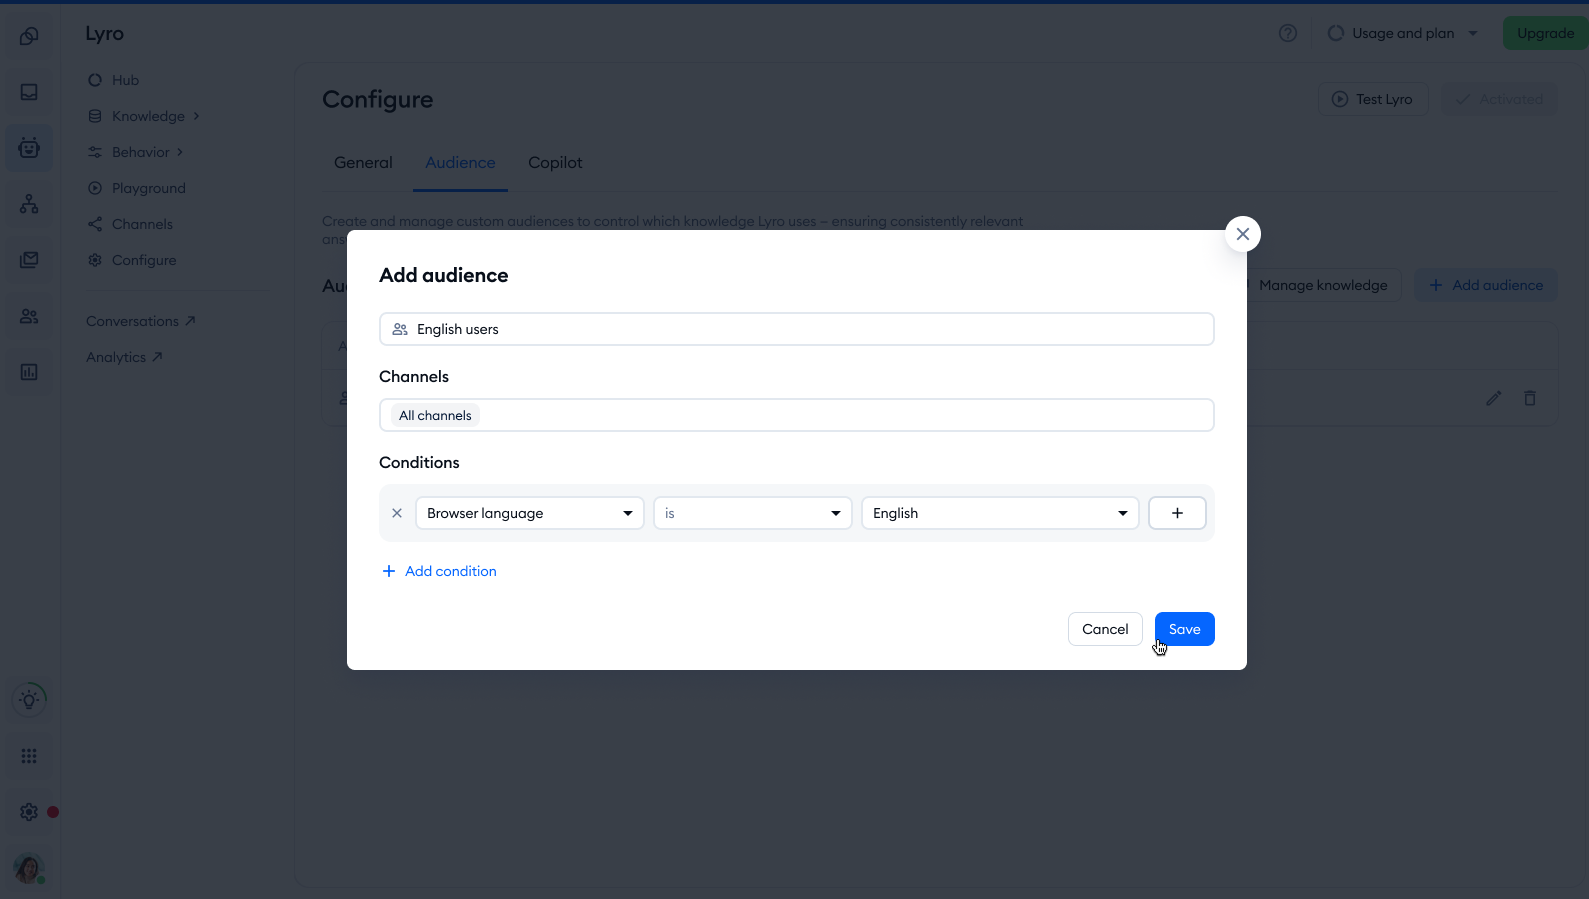 Lyro
Usage and plan
Upgrade
Hub
Knowledge
Behavior
Playground
Channels
Configure
Conversations
Analytics
Configure
Test Lyro
Activated
General
Audience
Copilot
Create and manage custom audiences to control which knowledge Lyro uses – ensuring consistently relevant
Manage knowledge
Add audience
Add audience
English users
Channels
All channels
Conditions
Browser language
is
English
Add condition
Cancel
Save